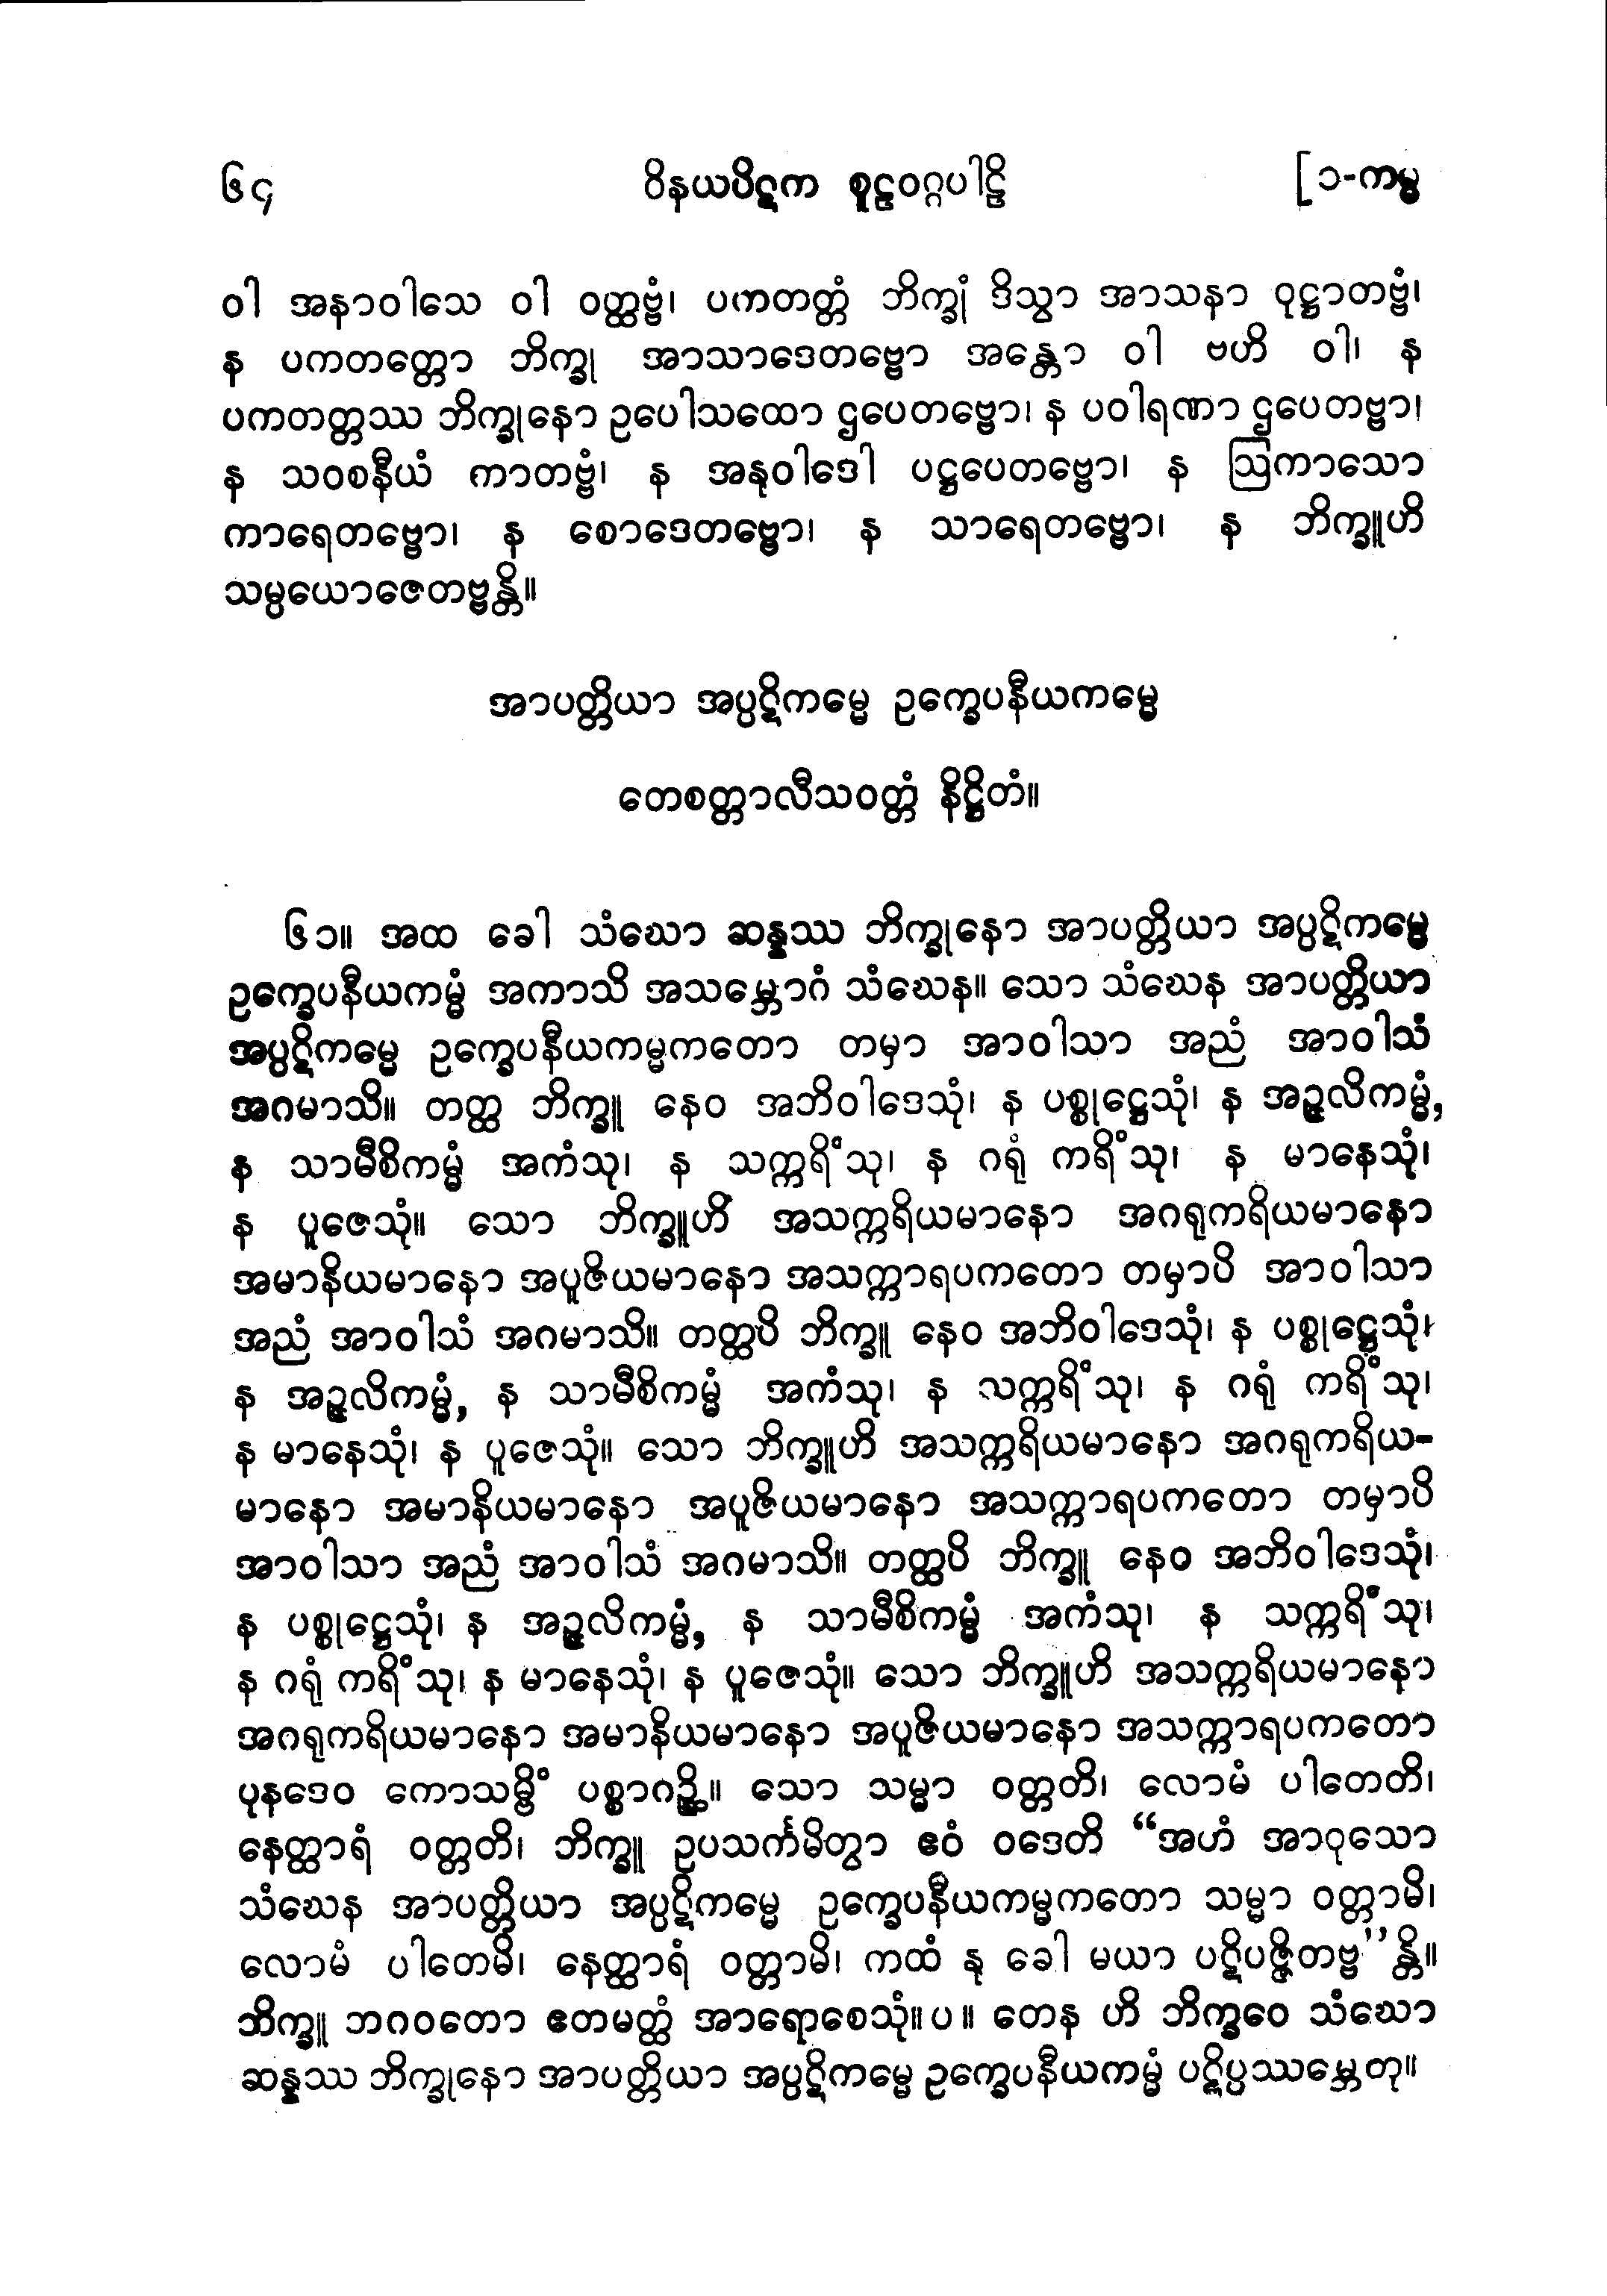 ၆၄ ဝိနယပိဋက စူဠဝဂ္ဂပါဠိ [၁-ကမ္မ
ဝါ အနာဝါသေ ဝါ ဝတ္ထဗ္ဗံ၊ ပကတတ္တံ ဘိက္ခုံ ဒိသွာ အာသနာ ဝုဋ္ဌာတဗ္ဗံ၊
န ပကတတ္တော ဘိက္ခု အာသာဒေတဗ္ဗော အန္တော ဝါ ဗဟိ ဝါ၊ န
ပကတတ္တဿ ဘိက္ခုနော ဥပေါသထော ဌပေတဗ္ဗော၊ န ပဝါရဏာ ဌပေတဗ္ဗာ၊
န သဝစနီယံ ကာတဗ္ဗံ၊ န အနုဝါဒေါ ပဋ္ဌပေတဗ္ဗော၊ န ဩကာသော
ကာရေတဗ္ဗော၊ န စောဒေတဗ္ဗော၊ န သာရေတဗ္ဗော၊ န ဘိက္ခူဟိ
သမ္ပယောဇေတဗ္ဗန္တိ။
အာပတ္တိယာ အပ္ပဋိကမ္မေ ဥက္ခေပနီယကမ္မေ
တေစတ္တာလီသဝတ္တံ နိဋ္ဌိတံ။
၆၁။ အထ ခေါ သံဃော ဆန္နဿ ဘိက္ခုနော အာပတ္တိယာ အပ္ပဋိကမ္မေ
ဥက္ခေပနီယကမ္မံ အကာသိ အသမ္ဘောဂံ သံဃေန။ သော သံဃေန အာပတ္တိယာ
အပ္ပဋိကမ္မေ ဥက္ခေပနီယကမ္မကတော တမှာ အာဝါသာ အညံ အာဝါသံ
အဂမာသိ။ တတ္ထ ဘိက္ခူ နေဝ အဘိဝါဒေသုံ၊ န ပစ္စုဋ္ဌေသုံ၊ န အဉ္ဇလိကမ္မံ,
န သာမီစိကမ္မံ အကံသု၊ န သက္ကရိံသု၊ န ဂရုံ ကရိံသု၊ န မာနေသုံ၊
န ပူဇေသုံ။ သော ဘိက္ခူဟိ အသက္ကရိယမာနော အဂရုကရိယမာနော
အမာနိယမာနော အပူဇိယမာနော အသက္ကာရပကတော တမှာပိ အာဝါသာ
အညံ အာဝါသံ အဂမာသိ။ တတ္ထပိ ဘိက္ခူ နေဝ အဘိဝါဒေသုံ၊ န ပစ္စုဋ္ဌေသုံ၊
န အဉ္ဇလိကမ္မံ, န သာမီစိကမ္မံ အကံသု၊ န သက္ကရိံသု၊ န ဂရုံ ကရိံသု၊
န မာနေသုံ၊ န ပူဇေသုံ။ သော ဘိက္ခူဟိ အသက္ကရိယမာနော အဂရုကရိယ-
မာနော အမာနိယမာနော အပူဇိယမာနော အသက္ကာရပကတော တမှာပိ
အာဝါသာ အညံ အာဝါသံ အဂမာသိ။ တတ္ထပိ ဘိက္ခူ နေဝ အဘိဝါဒေသုံ၊
န ပစ္စုဋ္ဌေသုံ၊ န အဉ္ဇလိကမ္မံ, န သာမီစိကမ္မံ အကံသု၊ န သက္ကရိံသု၊
န ဂရုံ ကရိံသု၊ န မာနေသုံ၊ န ပူဇေသုံ။ သော ဘိက္ခူဟိ အသက္ကရိယမာနော
အဂရုကရိယမာနော အမာနိယမာနော အပူဇိယမာနော အသက္ကာရပကတော
ပုနဒေဝ ကောသမ္ဗိံ ပစ္စာဂဉ္ဆိ။ သော သမ္မာ ဝတ္တတိ၊ လောမံ ပါတေတိ၊
နေတ္ထာရံ ဝတ္တတိ၊ ဘိက္ခူ ဥပသင်္ကမိတွာ ဧဝံ ဝဒေတိ “အဟံ အာဝုသော
သံဃေန အာပတ္တိယာ အပ္ပဋိကမ္မေ ဥက္ခေပနီယကမ္မကတော သမ္မာ ဝတ္တာမိ၊
လောမံ ပါတေမိ၊ နေတ္ထာရံ ဝတ္တာမိ၊ ကထံ နု ခေါ မယာ ပဋိပဇ္ဇိတဗ္ဗ”န္တိ။
ဘိက္ခူ ဘဂဝတော ဧတမတ္ထံ အာရောစေသုံ။ပ။ တေန ဟိ ဘိက္ခဝေ သံဃော
ဆန္နဿ ဘိက္ခုနော အာပတ္တိယာ အပ္ပဋိကမ္မေ ဥက္ခေပနီယကမ္မံ ပဋိပ္ပဿမ္ဘေတု။